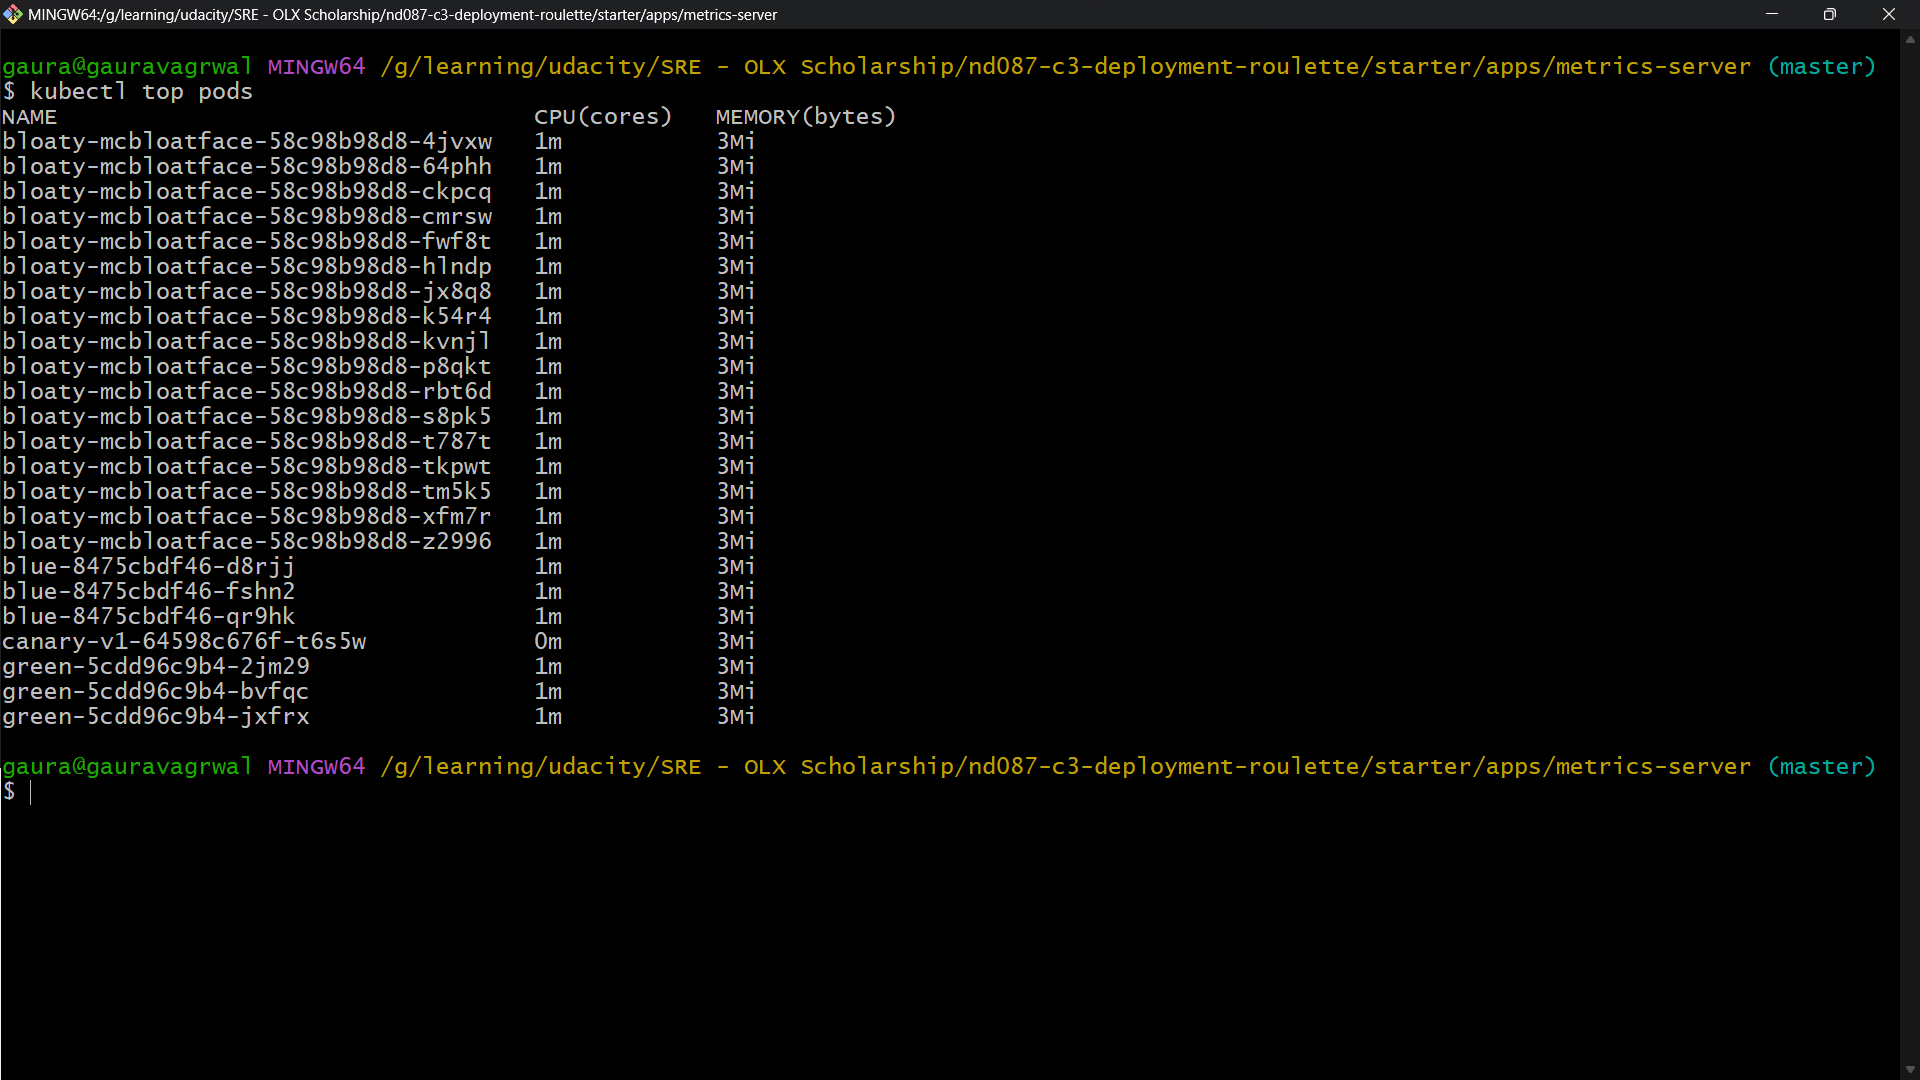 MINGW64:/g/learning/udacity/SRE - OLX Scholarship/nd087-c3-deployment-roulette/starter/apps/metrics-server
gaura@gauravagrwal MINGW64 /g/learning/udacity/SRE - OLX Scholarship/nd087-c3-deployment-roulette/starter/apps/metrics-server (master)
$ kubectl top pods
NAME CPU(cores) MEMORY(bytes)
bloaty-mcbloatface-58c98b98d8-4jvxw 1m 3Mi
bloaty-mcbloatface-58c98b98d8-64phh 1m 3Mi
bloaty-mcbloatface-58c98b98d8-ckpcq 1m 3Mi
bloaty-mcbloatface-58c98b98d8-cmrsw 1m 3Mi
bloaty-mcbloatface-58c98b98d8-fwf8t 1m 3Mi
bloaty-mcbloatface-58c98b98d8-hlndp 1m 3Mi
bloaty-mcbloatface-58c98b98d8-jx8q8 1m 3Mi
bloaty-mcbloatface-58c98b98d8-k54r4 1m 3Mi
bloaty-mcbloatface-58c98b98d8-kvnjl 1m 3Mi
bloaty-mcbloatface-58c98b98d8-p8qkt 1m 3Mi
bloaty-mcbloatface-58c98b98d8-rbt6d 1m 3Mi
bloaty-mcbloatface-58c98b98d8-s8pk5 1m 3Mi
bloaty-mcbloatface-58c98b98d8-t787t 1m 3Mi
bloaty-mcbloatface-58c98b98d8-tkpwt 1m 3Mi
bloaty-mcbloatface-58c98b98d8-tm5k5 1m 3Mi
bloaty-mcbloatface-58c98b98d8-xfm7r 1m 3Mi
bloaty-mcbloatface-58c98b98d8-z2996 1m 3Mi
blue-8475cbdf46-d8rjj 1m 3Mi
blue-8475cbdf46-fshn2 1m 3Mi
blue-8475cbdf46-qr9hk 1m 3Mi
canary-v1-64598c676f-t6s5w 0m 3Mi
green-5cdd96c9b4-2jm29 1m 3Mi
green-5cdd96c9b4-bvfqc 1m 3Mi
green-5cdd96c9b4-jxfrx 1m 3Mi
gaura@gauravagrwal MINGW64 /g/learning/udacity/SRE - OLX Scholarship/nd087-c3-deployment-roulette/starter/apps/metrics-server (master)
$